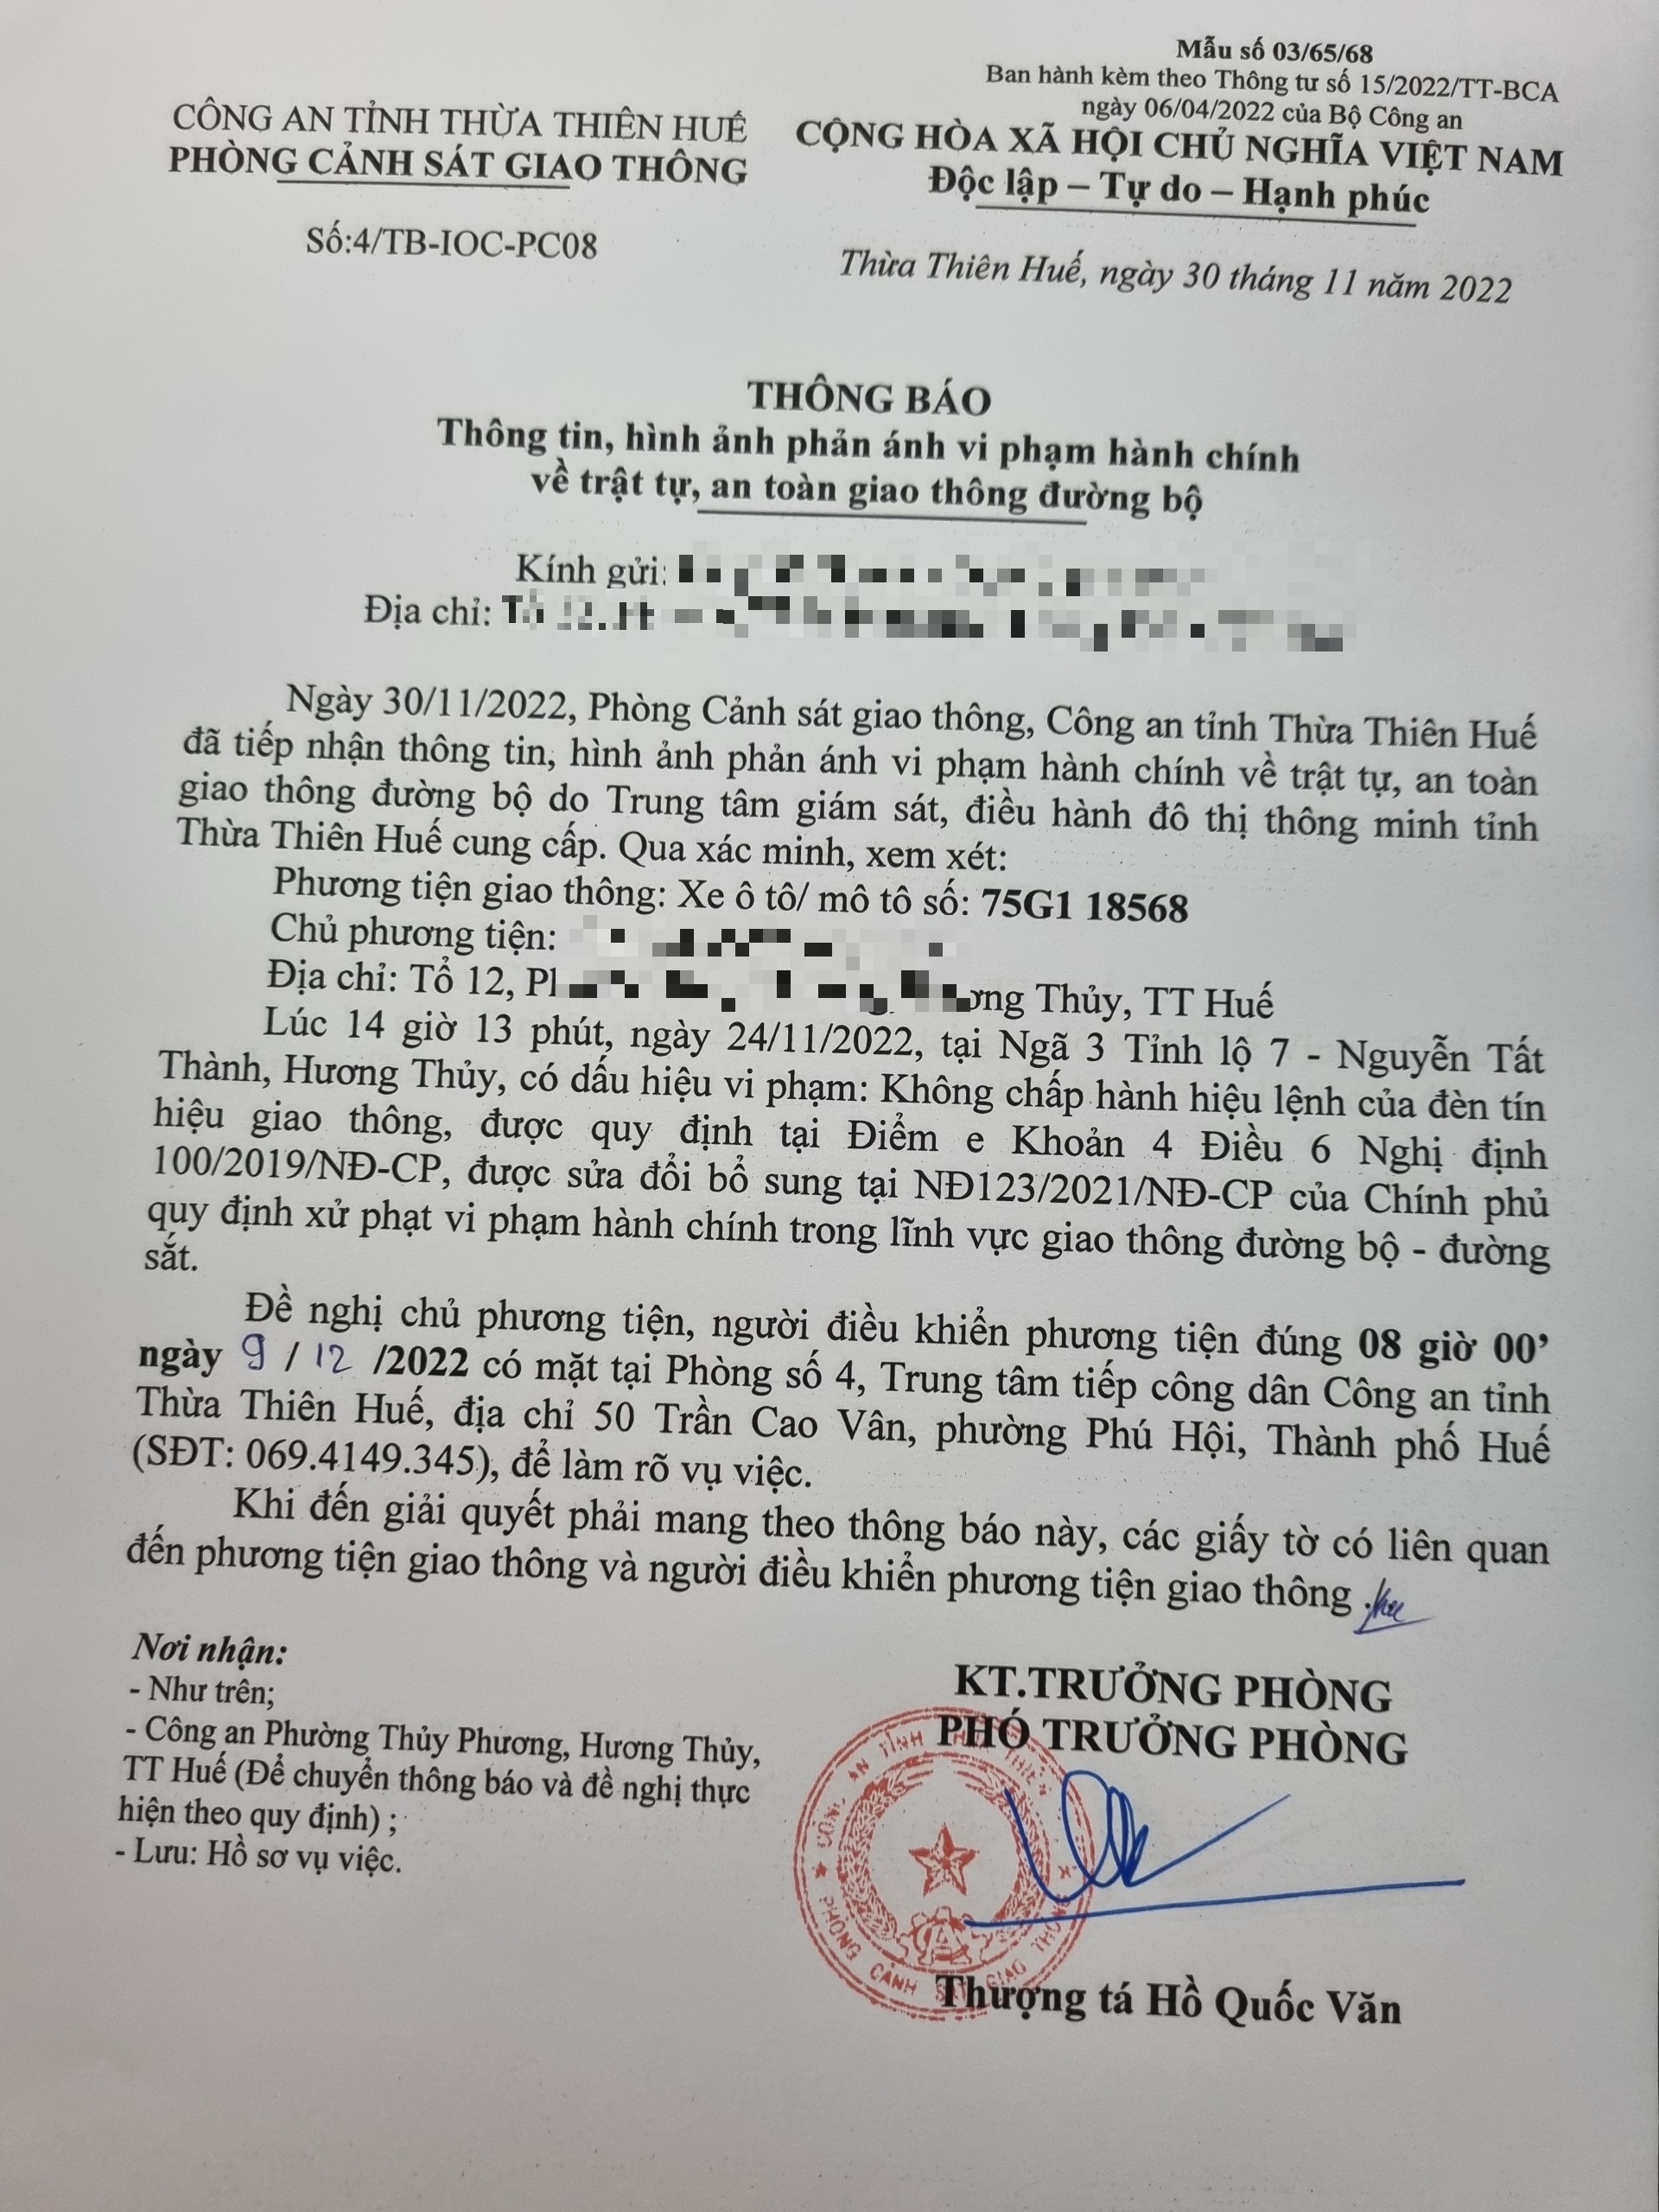 Mẫu số 03/65/68
Ban hành kèm theo Thông tư số 15/2022/TT-BCA
ngày 06/04/2022 của Bộ Công an
CÔNG AN TỈNH THỪA THIÊN HUẾ
PHÒNG CẢNH SÁT GIAO THÔNG
CỘNG HÒA XÃ HỘI CHỦ NGHĨA VIỆT NAM
Độc lập – Tự do – Hạnh phúc
Số:4/TB-IOC-PC08
Thừa Thiên Huế, ngày 30 tháng 11 năm 2022
THÔNG BÁO
Thông tin, hình ảnh phản ánh vi phạm hành chính
về trật tự, an toàn giao thông đường bộ
Kính gửi:
Địa chỉ:
Ngày 30/11/2022, Phòng Cảnh sát giao thông, Công an tỉnh Thừa Thiên Huế
đã tiếp nhận thông tin, hình ảnh phản ánh vi phạm hành chính về trật tự, an toàn
giao thông đường bộ do Trung tâm giám sát, điều hành đô thị thông minh tỉnh
Thừa Thiên Huế cung cấp. Qua xác minh, xem xét:
Phương tiện giao thông: Xe ô tô/ mô tô số: 75G1 18568
Chủ phương tiện:
Địa chỉ: Tổ 12, Thủy, TT Huế
Lúc 14 giờ 13 phút, ngày 24/11/2022, tại Ngã 3 Tỉnh lộ 7 - Nguyễn Tất
Thành, Hương Thủy, có dấu hiệu vi phạm: Không chấp hành hiệu lệnh của đèn tín
hiệu giao thông, được quy định tại Điểm e Khoản 4 Điều 6 Nghị định
100/2019/NĐ-CP, được sửa đổi bổ sung tại NĐ123/2021/NĐ-CP của Chính phủ
quy định xử phạt vi phạm hành chính trong lĩnh vực giao thông đường bộ - đường
sắt.
Đề nghị chủ phương tiện, người điều khiển phương tiện đúng 08 giờ 00’
ngày 9 / 12 /2022 có mặt tại Phòng số 4, Trung tâm tiếp công dân Công an tỉnh
Thừa Thiên Huế, địa chỉ 50 Trần Cao Vân, phường Phú Hội, Thành phố Huế
(SĐT: 069.4149.345), để làm rõ vụ việc.
Khi đến giải quyết phải mang theo thông báo này, các giấy tờ có liên quan
đến phương tiện giao thông và người điều khiển phương tiện giao thông .
Nơi nhận:
- Như trên;
- Công an Phường Thủy Phương, Hương Thủy,
TT Huế (Để chuyển thông báo và đề nghị thực
hiện theo quy định) ;
- Lưu: Hồ sơ vụ việc.
KT.TRƯỞNG PHÒNG
PHÓ TRƯỞNG PHÒNG
CÔNG AN TỈNH THỪA THIÊN
PHÒNG CẢNH SÁT GIAO THÔNG
Thượng tá Hồ Quốc Văn